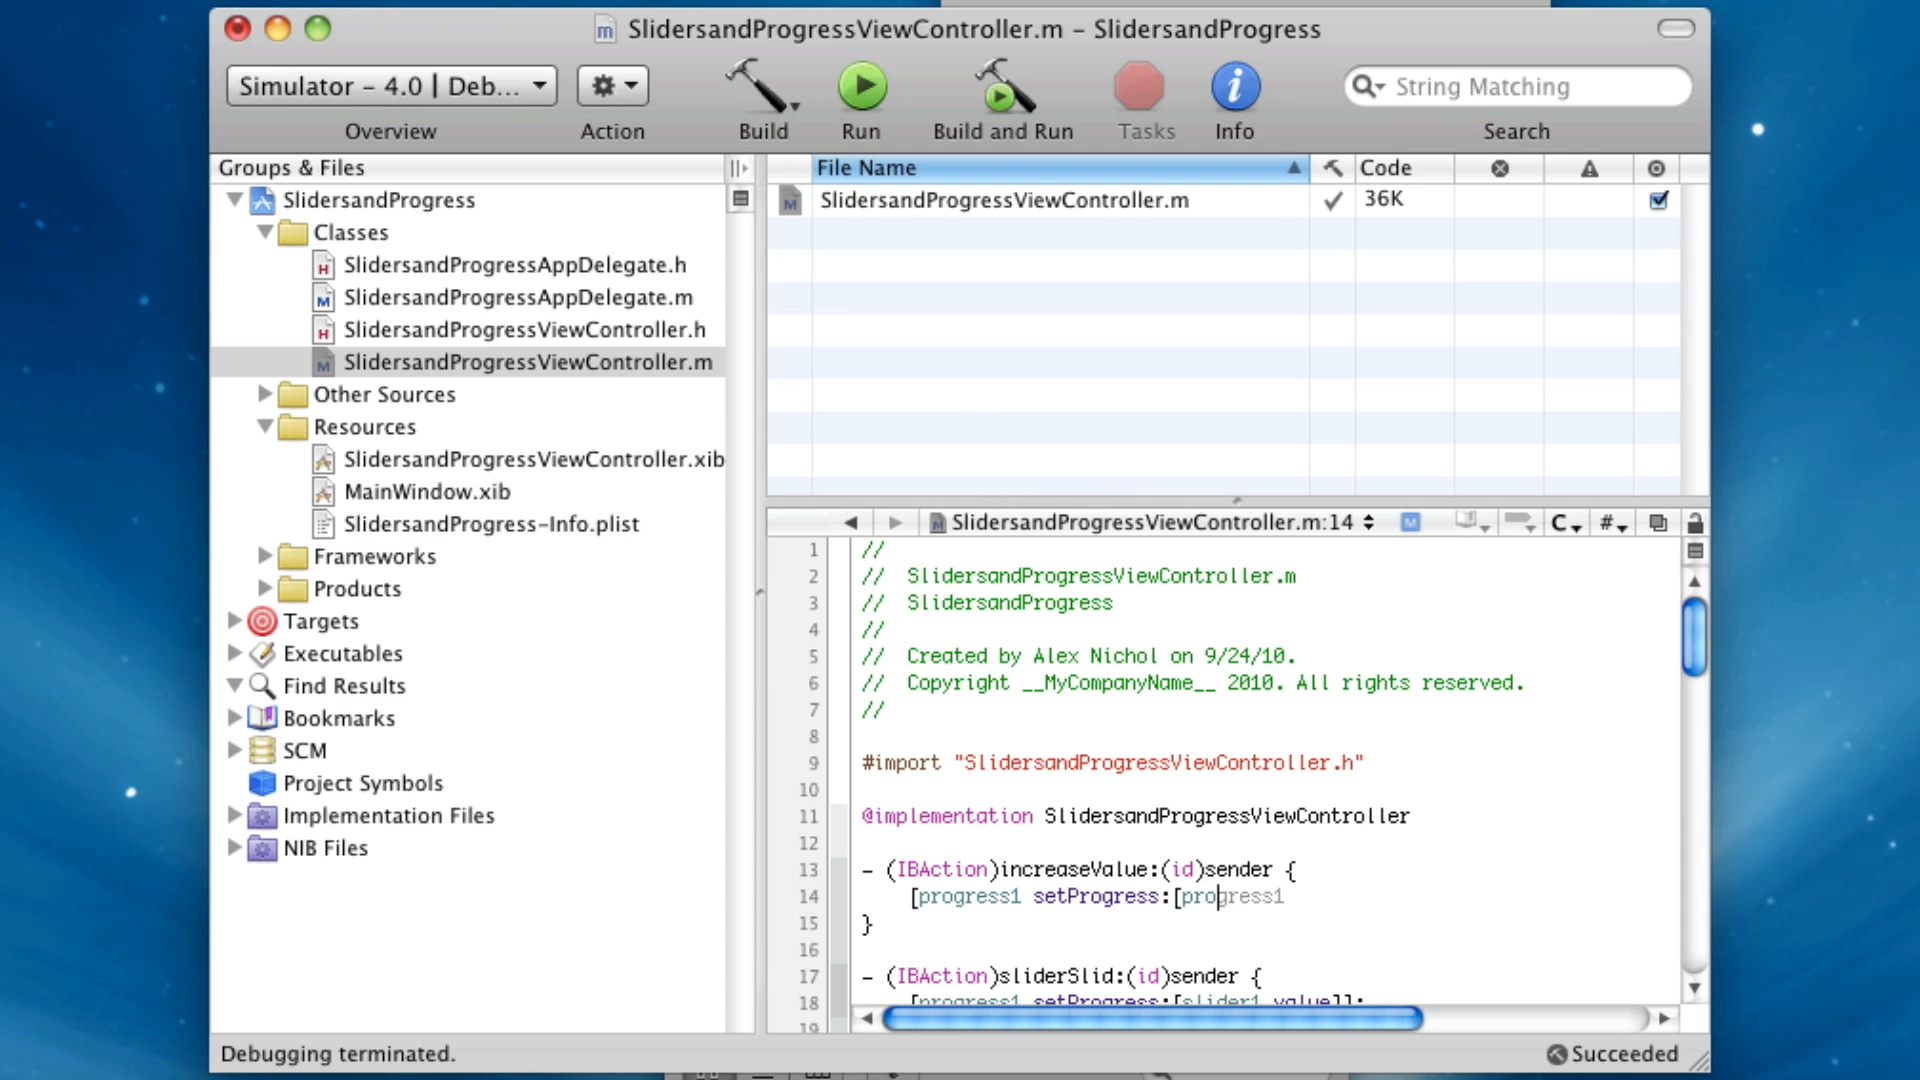 SlidersandProgressViewController.m – SlidersandProgress
Simulator – 4.0 | Deb...
String Matching
Overview
Action
Build
Run
Build and Run
Tasks
Info
Search
Groups & Files
File Name
Code
SlidersandProgressViewController.m
36K
SlidersandProgress
Classes
SlidersandProgressAppDelegate.h
SlidersandProgressAppDelegate.m
SlidersandProgressViewController.h
SlidersandProgressViewController.m
Other Sources
Resources
SlidersandProgressViewController.xib
MainWindow.xib
SlidersandProgress-Info.plist
Frameworks
Products
Targets
Executables
Find Results
Bookmarks
SCM
Project Symbols
Implementation Files
NIB Files
SlidersandProgressViewController.m:14
C
#
1 //
2 // SlidersandProgressViewController.m
3 // SlidersandProgress
4 //
5 // Created by Alex Nichol on 9/24/10.
6 // Copyright __MyCompanyName__ 2010. All rights reserved.
7 //
8
9 #import "SlidersandProgressViewController.h"
10
11 @implementation SlidersandProgressViewController
12
13 - (IBAction)increaseValue:(id)sender {
14 [progress1 setProgress:[progress1
15 }
16
17 - (IBAction)sliderSlid:(id)sender {
18 [progress1 setProgress:[slider1 value]];
19
Debugging terminated.
Succeeded